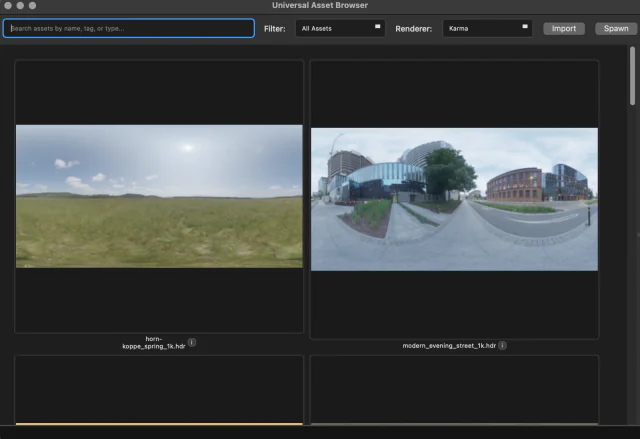 Universal Asset Browser
Search assets by name, tag, or type...
Filter:
All Assets
Renderer:
Karma
Import
Spawn
horn-
koppe_spring_1k.hdr
i
modern_evening_street_1k.hdr
i